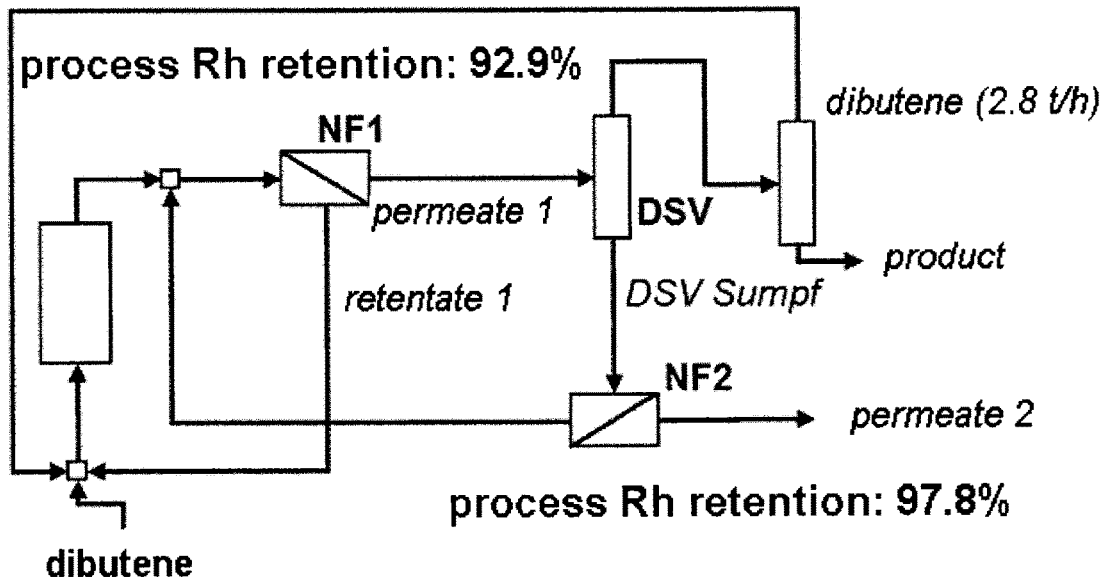 process Rh retention: 92.9%
dibutene (2.8 t/h)
NF1
permeate 1
DSV
product
retentate 1
DSV Sumpf
NF2
permeate 2
process Rh retention: 97.8%
dibutene